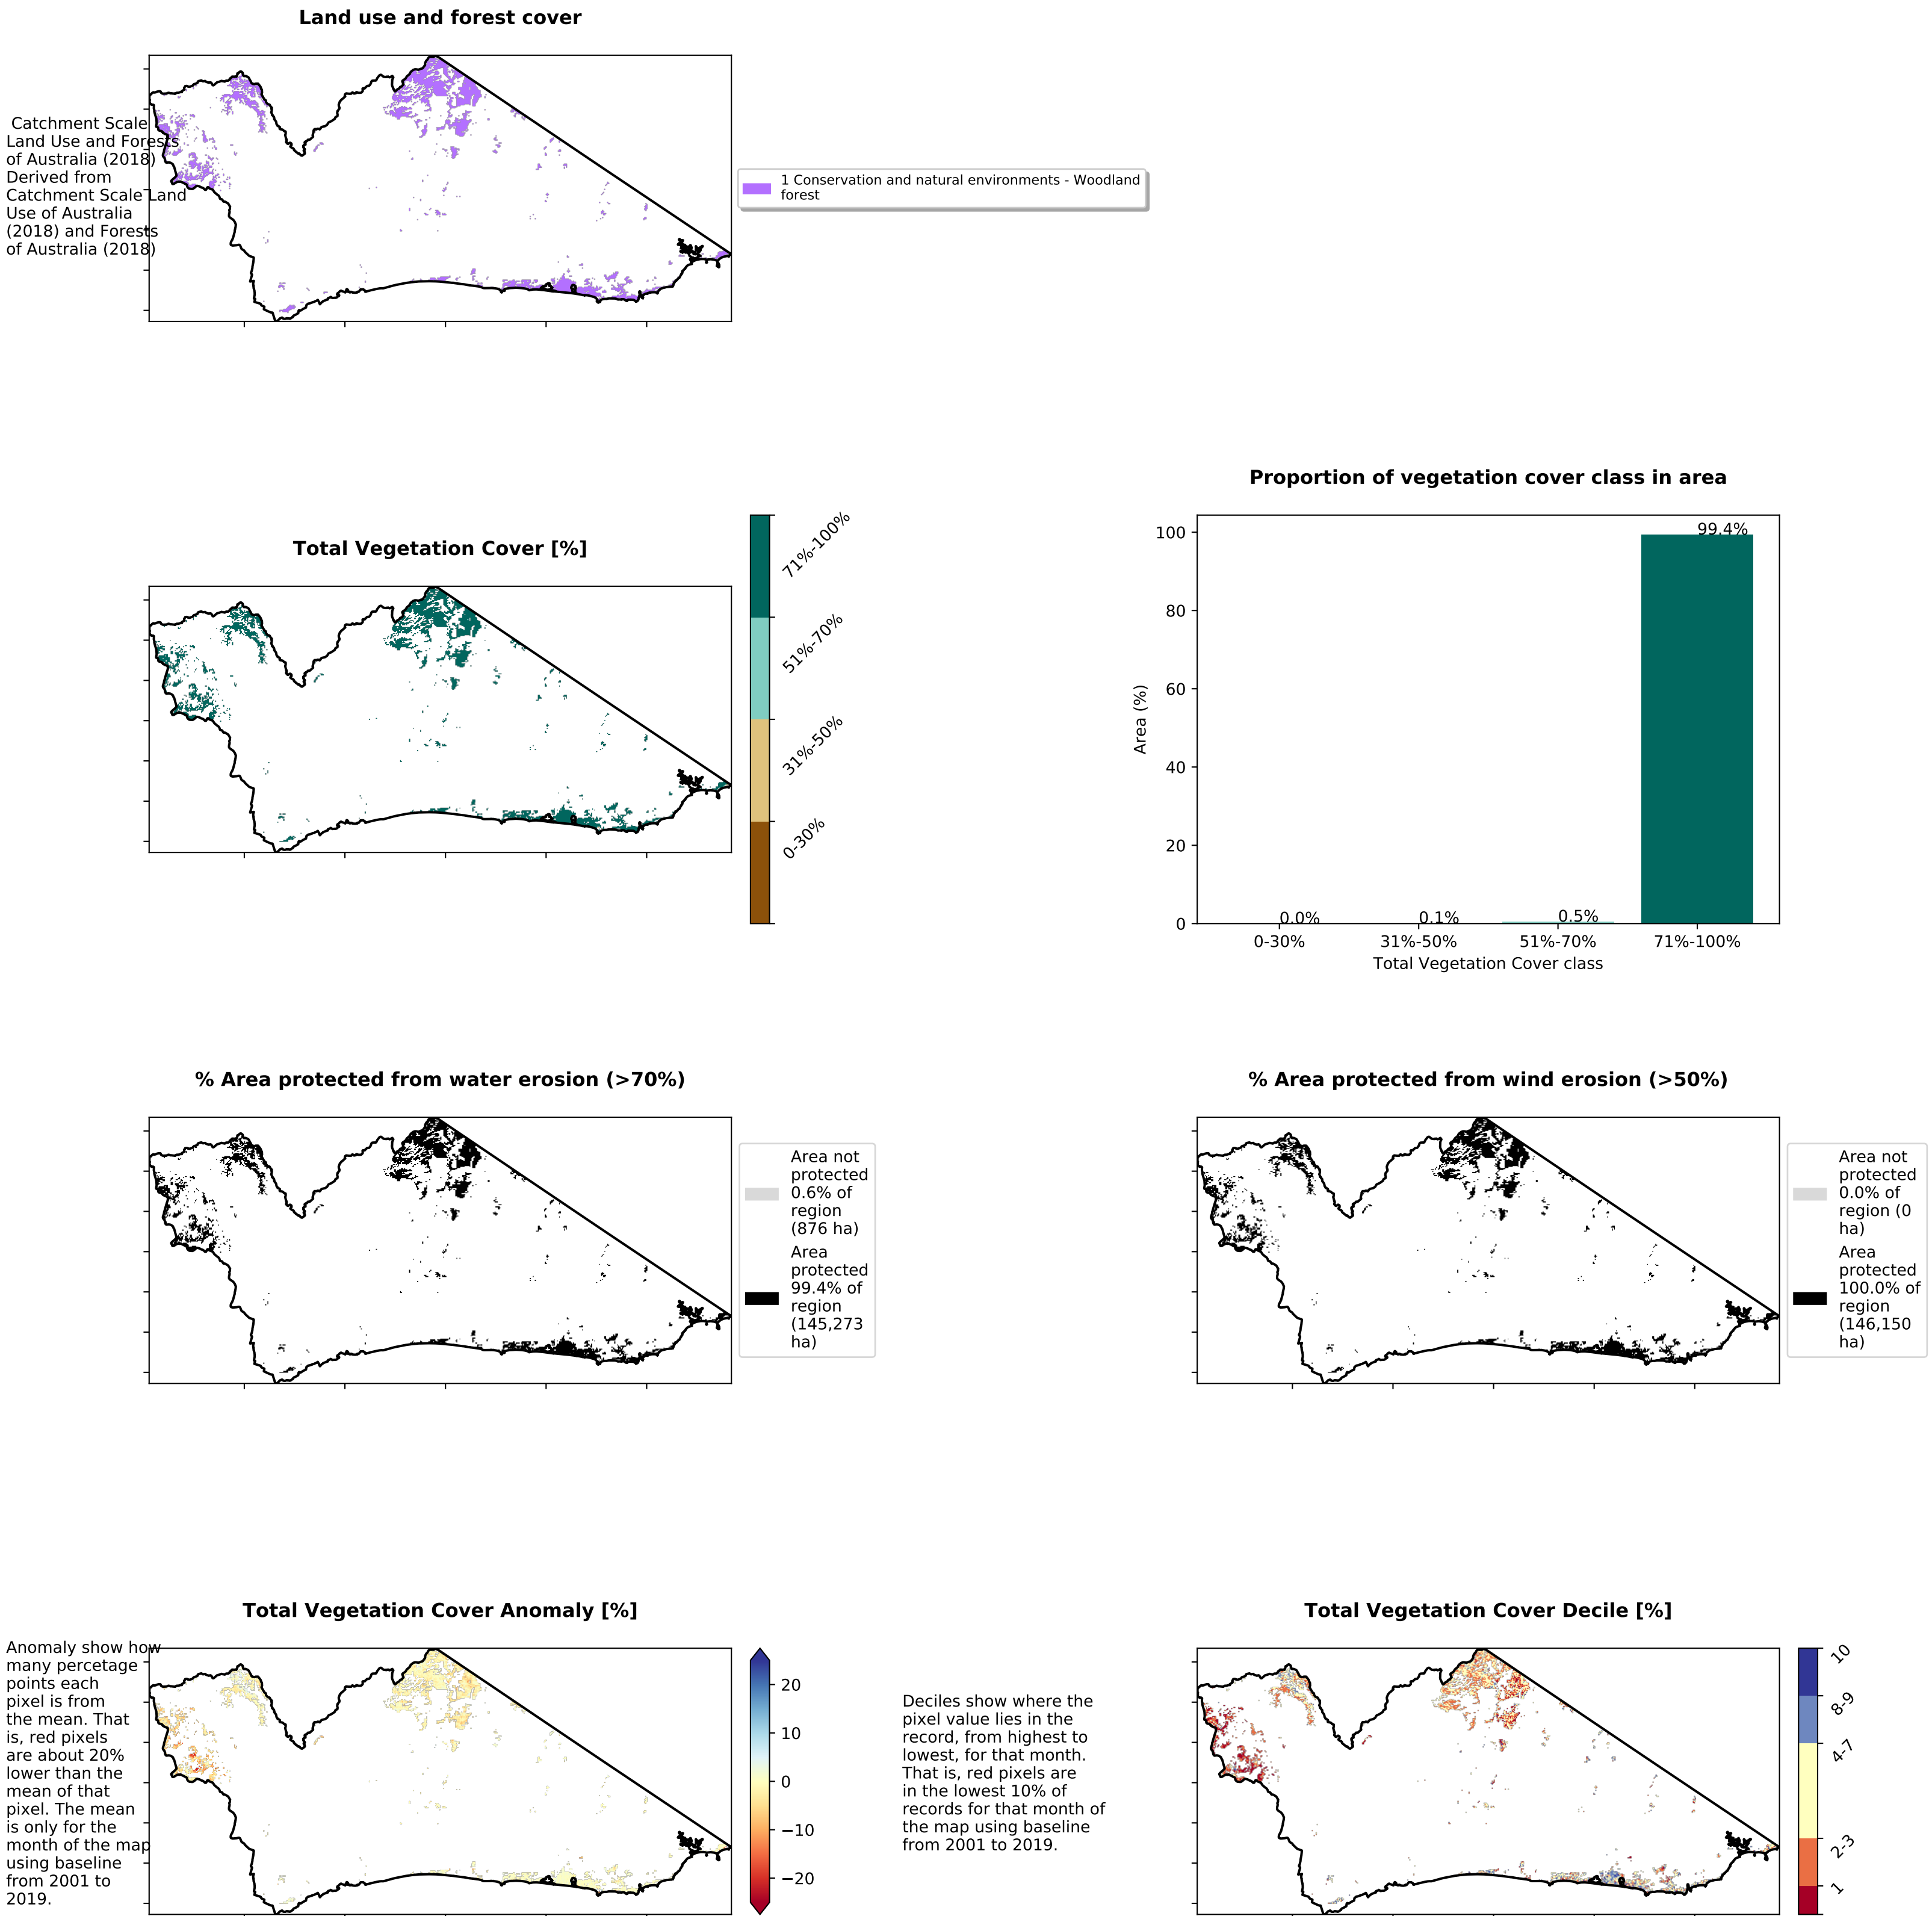 Land use and forest cover
Catchment Scale
Land Use and Forests
of Australia (2018)
Derived from
Catchment Scale Land
Use of Australia
(2018) and Forests
of Australia (2018)
1 Conservation and natural environments - Woodland
forest
Total Vegetation Cover [%]
71%-100%
51%-70%
31%-50%
0-30%
Proportion of vegetation cover class in area
100
80
60
40
20
0
Area (%)
0.0%
0.1%
0.5%
99.4%
0-30%
31%-50%
51%-70%
71%-100%
Total Vegetation Cover class
% Area protected from water erosion (>70%)
Area not
protected
0.6% of
region
(876 ha)
Area
protected
99.4% of
region
(145,273
ha)
% Area protected from wind erosion (>50%)
Area not
protected
0.0% of
region (0
ha)
Area
protected
100.0% of
region
(146,150
ha)
Total Vegetation Cover Anomaly [%]
Anomaly show how
many percetage
points each
pixel is from
the mean. That
is, red pixels
are about 20%
lower than the
mean of that
pixel. The mean
is only for the
month of the map
using baseline
from 2001 to
2019.
20
10
0
−10
−20
Total Vegetation Cover Decile [%]
Deciles show where the
pixel value lies in the
record, from highest to
lowest, for that month.
That is, red pixels are
in the lowest 10% of
records for that month of
the map using baseline
from 2001 to 2019.
10
8-9
4-7
2-3
1